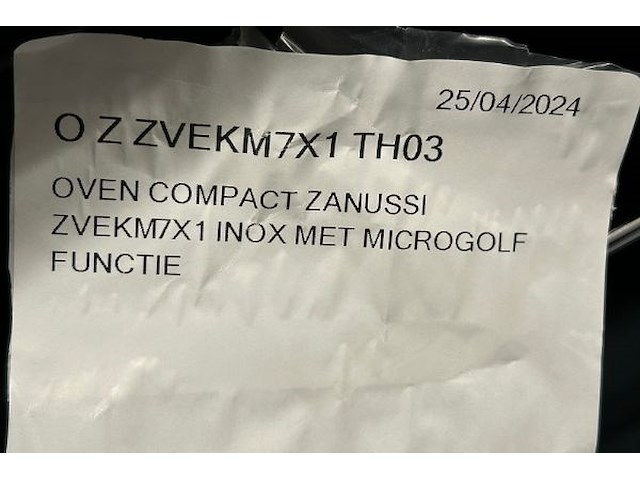 25/04/2024
O Z ZVEKM7X1 TH03
OVEN COMPACT ZANUSSI
ZVEKM7X1 INOX MET MICROGOLF
FUNCTIE